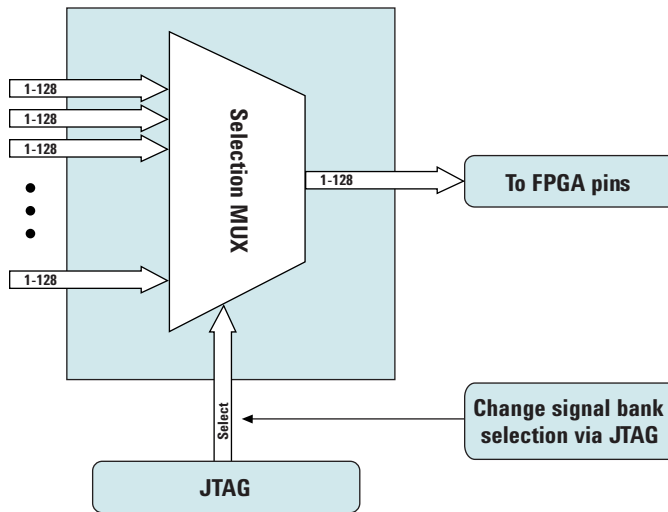 1-128
1-128
1-128
1-128
Selection MUX
1-128
To FPGA pins
Select
Change signal bank
selection via JTAG
JTAG